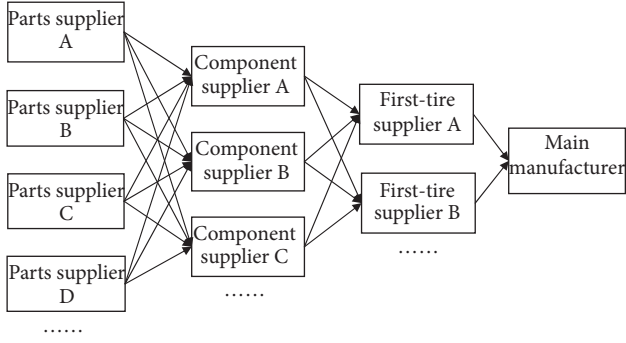 Parts supplier
A
Parts supplier
B
Parts supplier
C
Parts supplier
D
......
Component
supplier A
Component
supplier B
Component
supplier C
......
First-tire
supplier A
First-tire
supplier B
......
Main
manufacturer